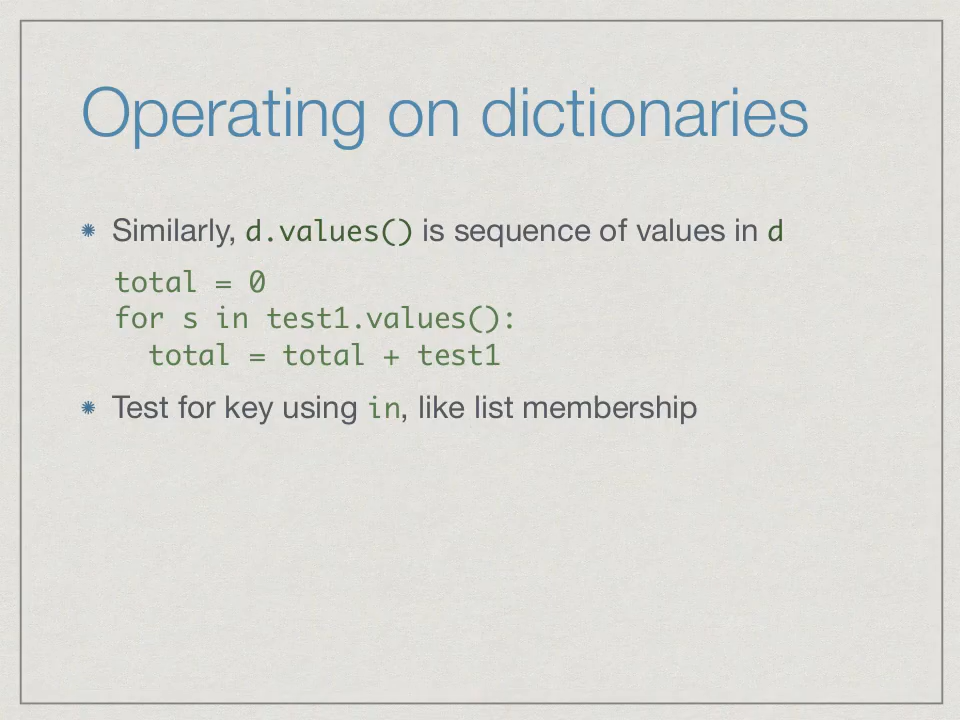 Operating on dictionaries
Similarly, d.values() is sequence of values in d
total = 0
for s in test1.values():
  total = total + test1
Test for key using in, like list membership